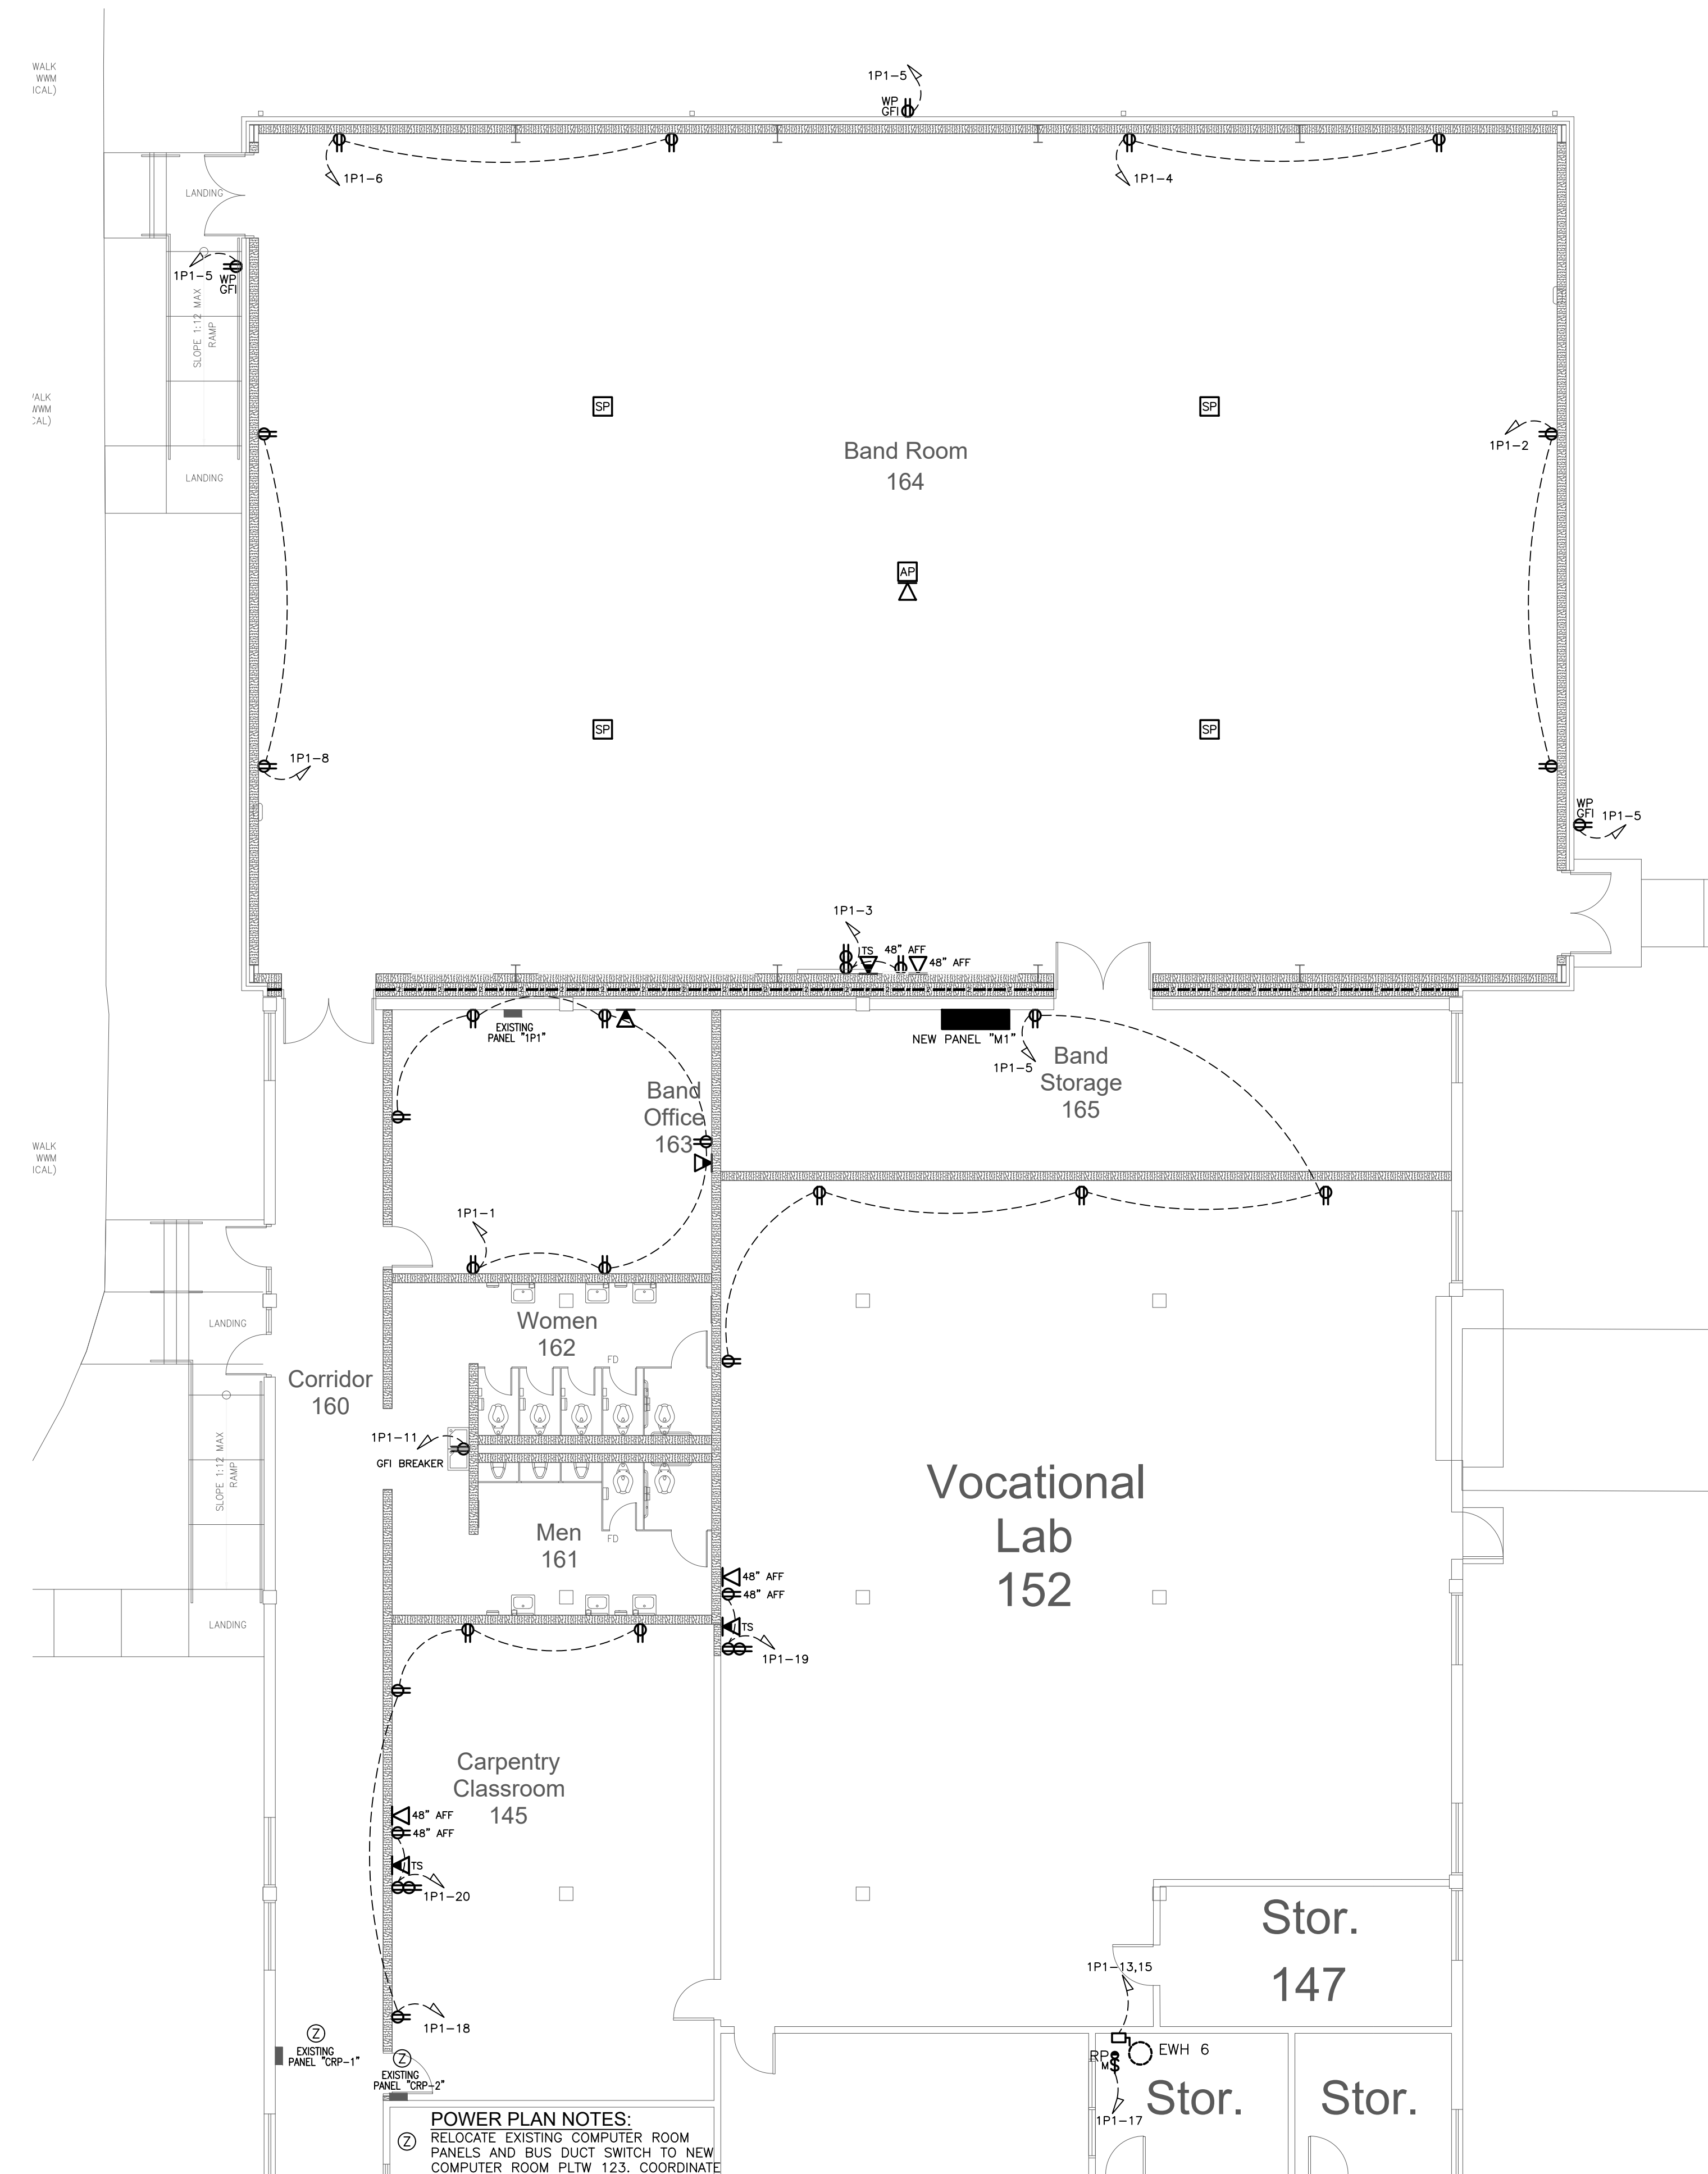 WALK
WWM
ICAL)
1P1-5
WP
GFI
1P1-6
1P1-4
LANDING
1P1-5
WP
GFI
SLOPE 1:12 MAX
RAMP
WWM
LANDING
SP
SP
Band Room
164
1P1-2
AP
SP
SP
1P1-8
WP
GFI
1P1-5
1P1-3
TS
48" AFF
48" AFF
EXISTING
PANEL "1P1"
NEW PANEL "M1"
1P1-5
Band
Storage
165
Band
Office
163
WALK
WWM
ICAL)
1P1-1
Women
162
FD
LANDING
Corridor
160
1P1-11
GFI BREAKER
SLOPE 1:12 MAX
RAMP
Men
161
FD
Vocational
Lab
152
48" AFF
48" AFF
TS
1P1-19
LANDING
Carpentry
Classroom
145
48" AFF
48" AFF
TS
1P1-20
Stor.
147
1P1-13,15
1P1-18
Z
EXISTING
PANEL "CRP-1"
Z
EXISTING
PANEL "CRP-2"
EWH 6
RP
M
$
1P1-17
Stor.
Stor.
POWER PLAN NOTES:
Z RELOCATE EXISTING COMPUTER ROOM
PANELS AND BUS DUCT SWITCH TO NEW
COMPUTER ROOM PLTW 123. COORDINATE